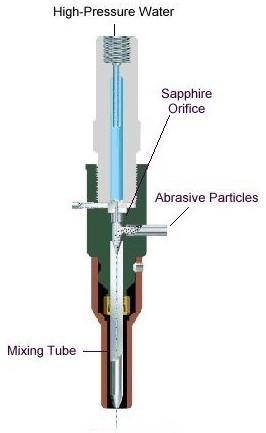 High-Pressure Water
Sapphire
Orifice
Abrasive Particles
Mixing Tube